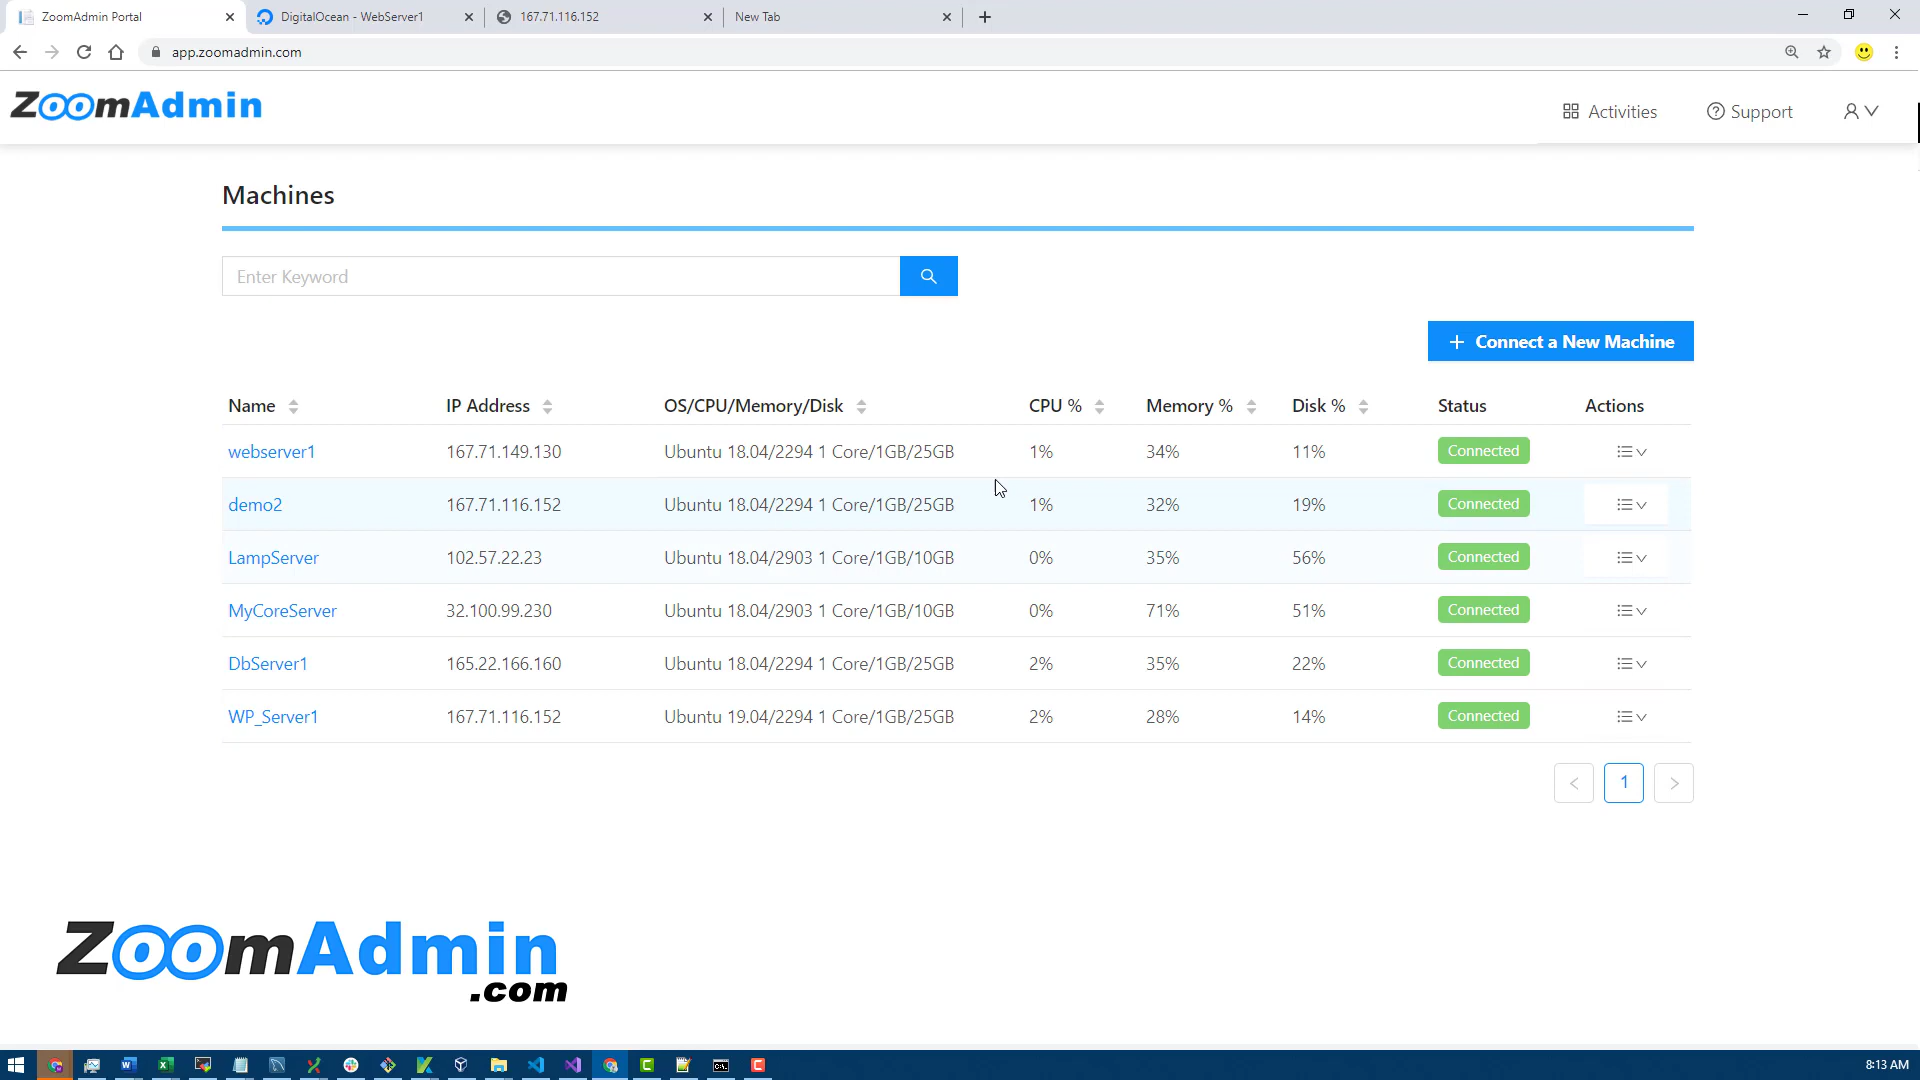 ZoomAdmin Portal
DigitalOcean - WebServer1
167.71.116.152
New Tab
app.zoomadmin.com
ZoomAdmin
Activities
Support
Machines
Enter Keyword
+ Connect a New Machine
Name IP Address OS/CPU/Memory/Disk CPU % Memory % Disk % Status Actions
webserver1 167.71.149.130 Ubuntu 18.04/2294 1 Core/1GB/25GB 1% 34% 11% Connected
demo2 167.71.116.152 Ubuntu 18.04/2294 1 Core/1GB/25GB 1% 32% 19% Connected
LampServer 102.57.22.23 Ubuntu 18.04/2903 1 Core/1GB/10GB 0% 35% 56% Connected
MyCoreServer 32.100.99.230 Ubuntu 18.04/2903 1 Core/1GB/10GB 0% 71% 51% Connected
DbServer1 165.22.166.160 Ubuntu 18.04/2294 1 Core/1GB/25GB 2% 35% 22% Connected
WP_Server1 167.71.116.152 Ubuntu 19.04/2294 1 Core/1GB/25GB 2% 28% 14% Connected
< 1 >
ZoomAdmin
.com
8:13 AM